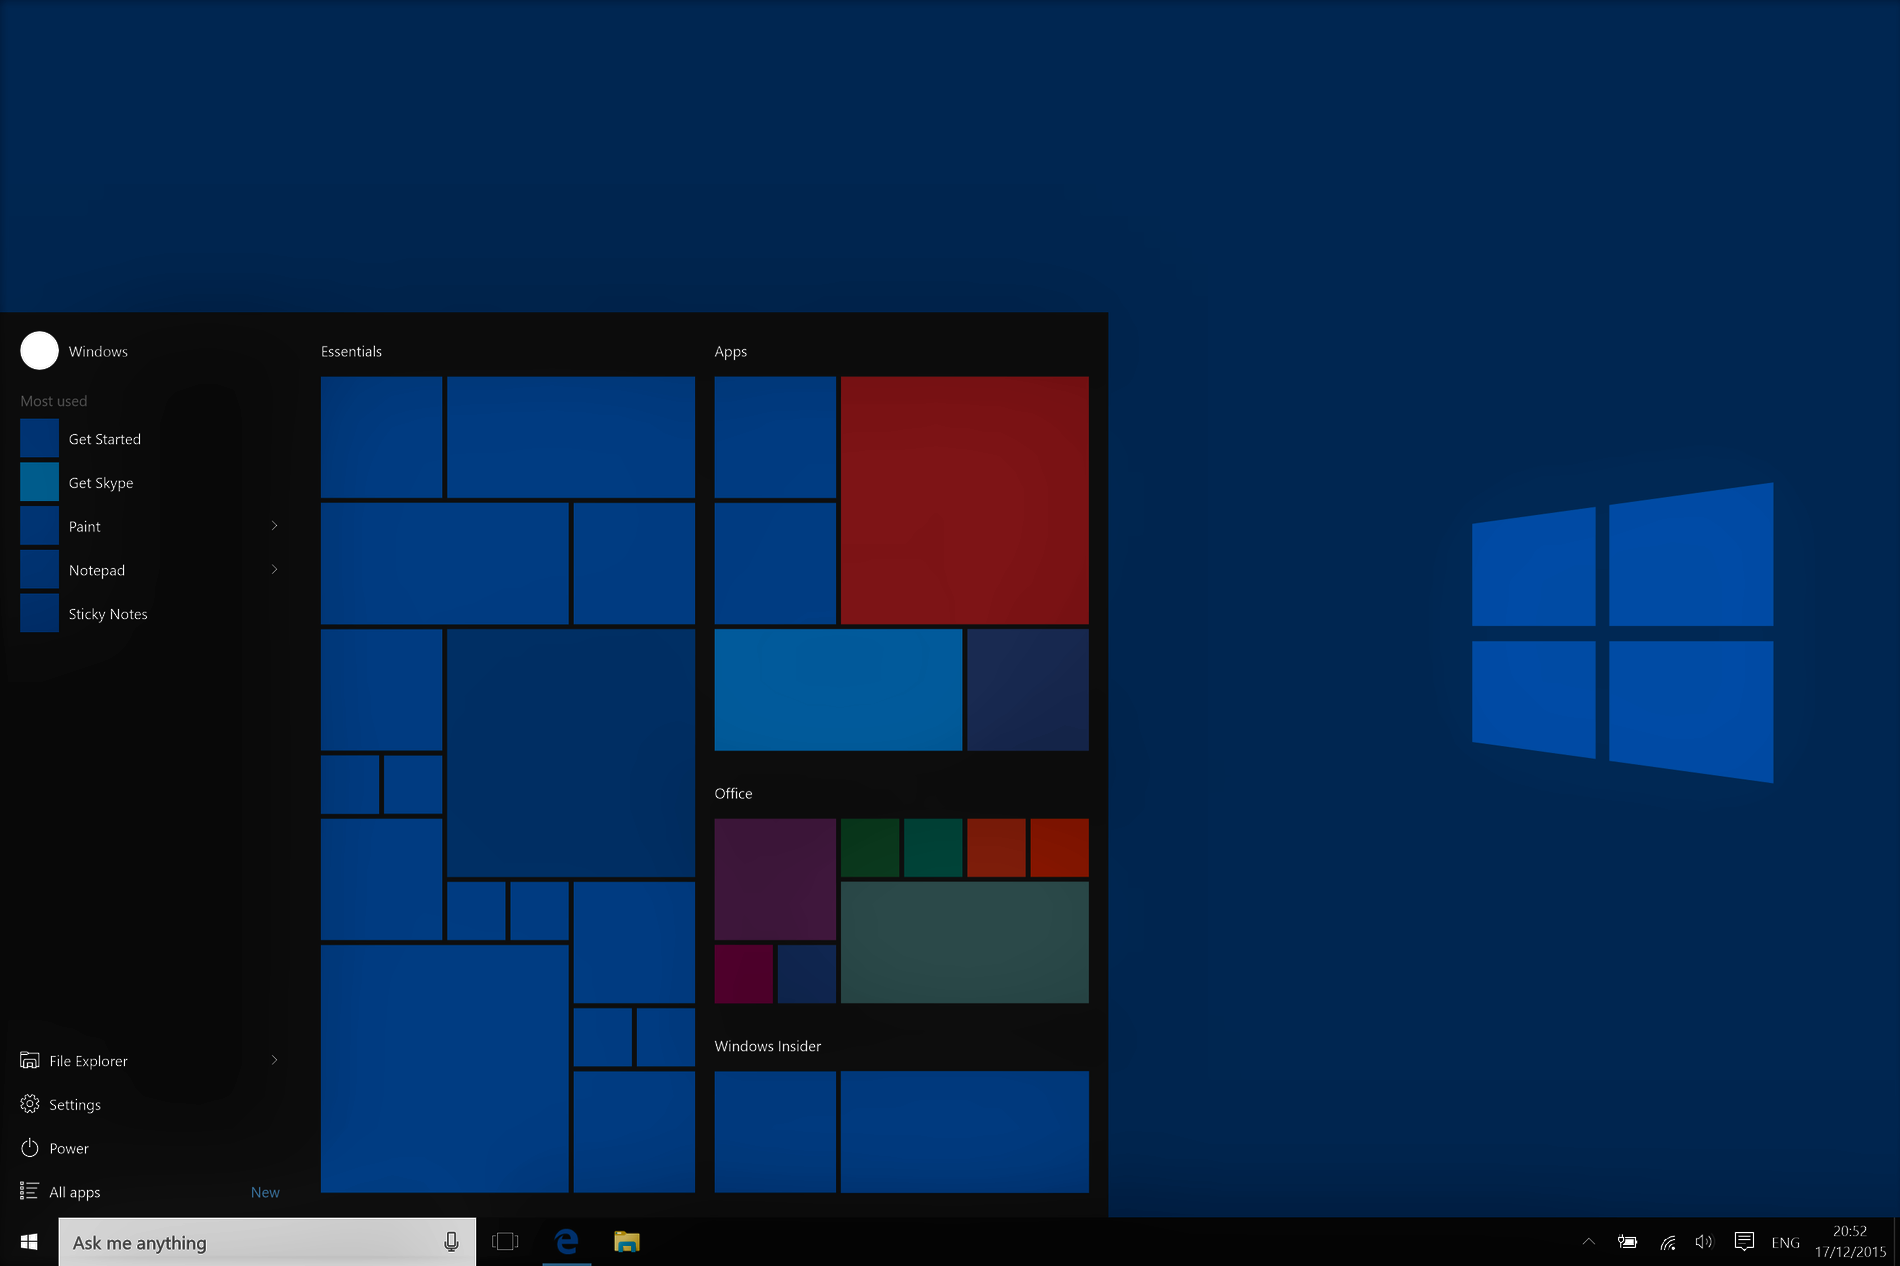 Windows
Most used
Get Started
Get Skype
Paint
Notepad
Sticky Notes
File Explorer
Settings
Power
All apps New
Essentials
Apps
Office
Windows Insider
Ask me anything
ENG
20:52
17/12/2015